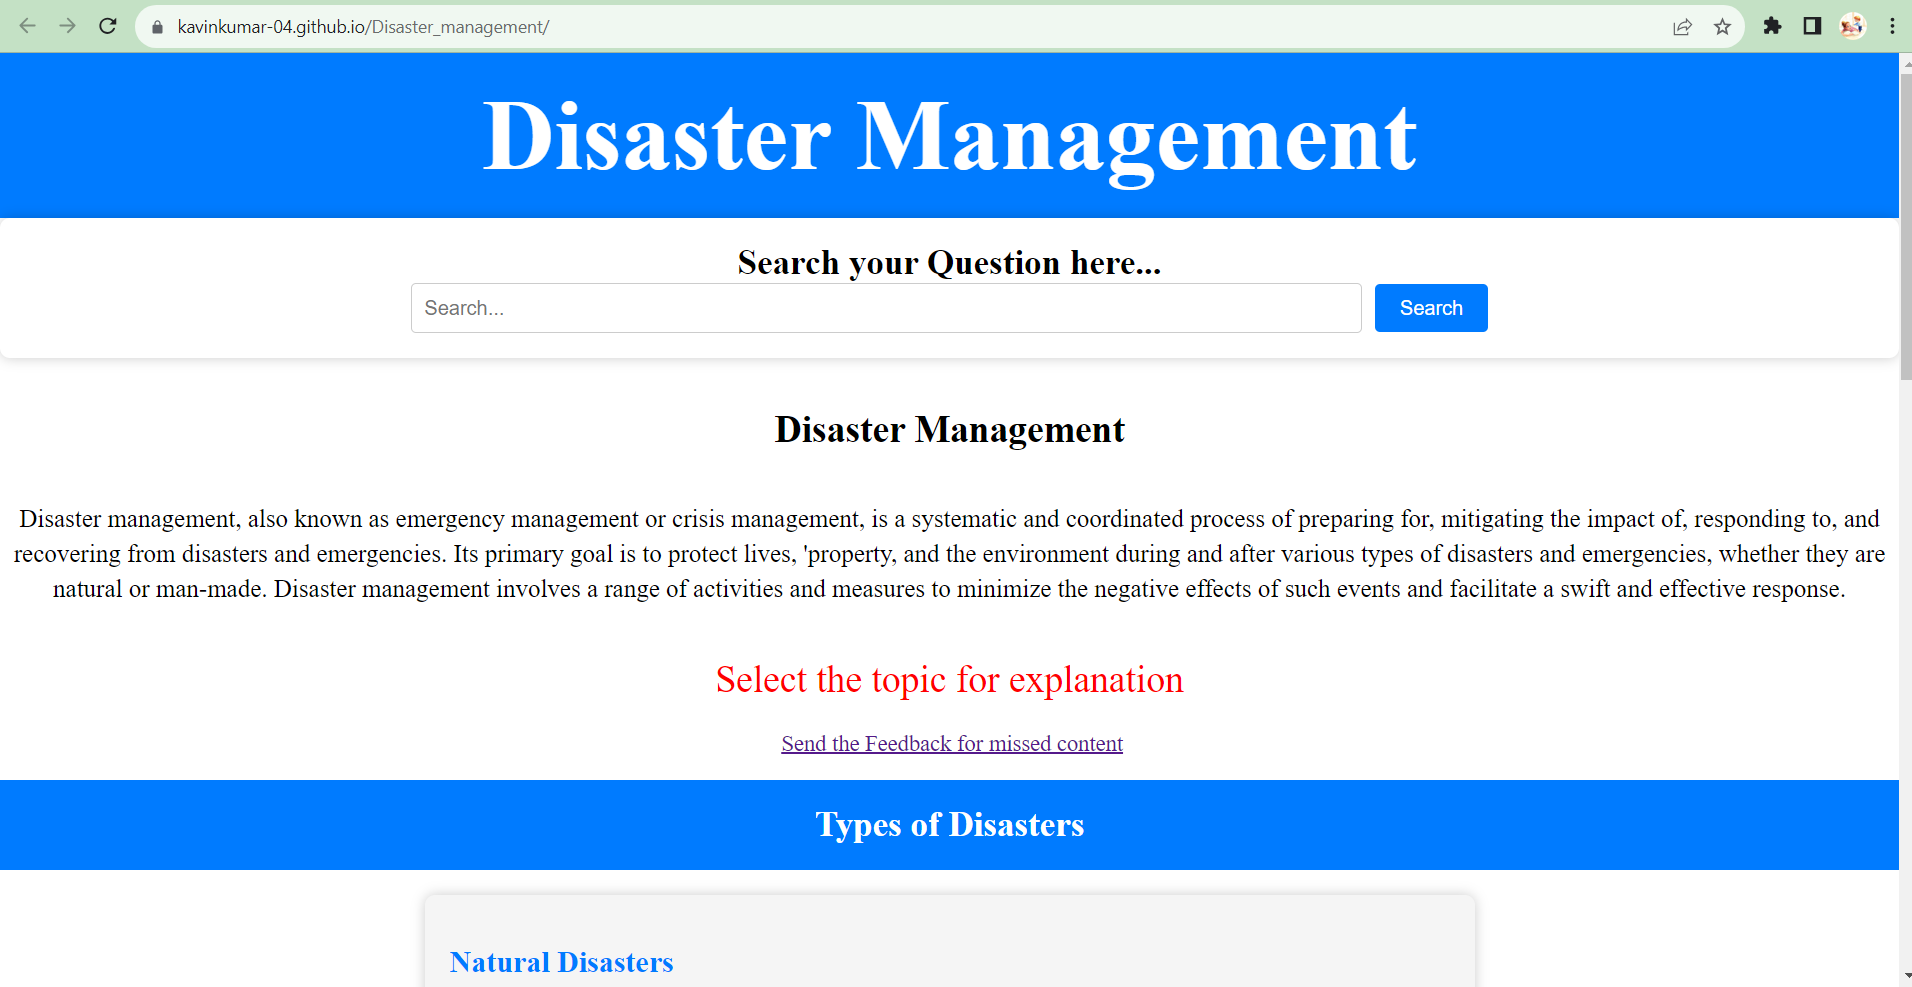 kavinkumar-04.github.io/Disaster_management/
Disaster Management
Search your Question here...
Search...
Search
Disaster Management
Disaster management, also known as emergency management or crisis management, is a systematic and coordinated process of preparing for, mitigating the impact of, responding to, and
recovering from disasters and emergencies. Its primary goal is to protect lives, 'property, and the environment during and after various types of disasters and emergencies, whether they are
natural or man-made. Disaster management involves a range of activities and measures to minimize the negative effects of such events and facilitate a swift and effective response.
Select the topic for explanation
Send the Feedback for missed content
Types of Disasters
Natural Disasters